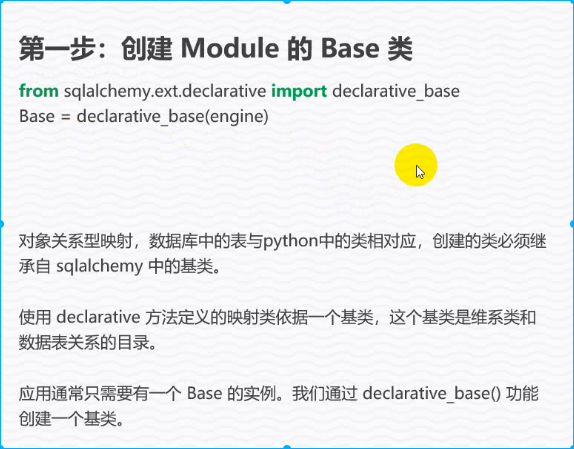 第一步：创建 Module 的 Base 类
from sqlalchemy.ext.declarative import declarative_base
Base = declarative_base(engine)
对象关系型映射，数据库中的表与python中的类相对应，创建的类必须继
承自 sqlalchemy 中的基类。
使用 declarative 方法定义的映射类依据一个基类，这个基类是维系类和
数据表关系的目录。
应用通常只需要有一个 Base 的实例。我们通过 declarative_base() 功能
创建一个基类。